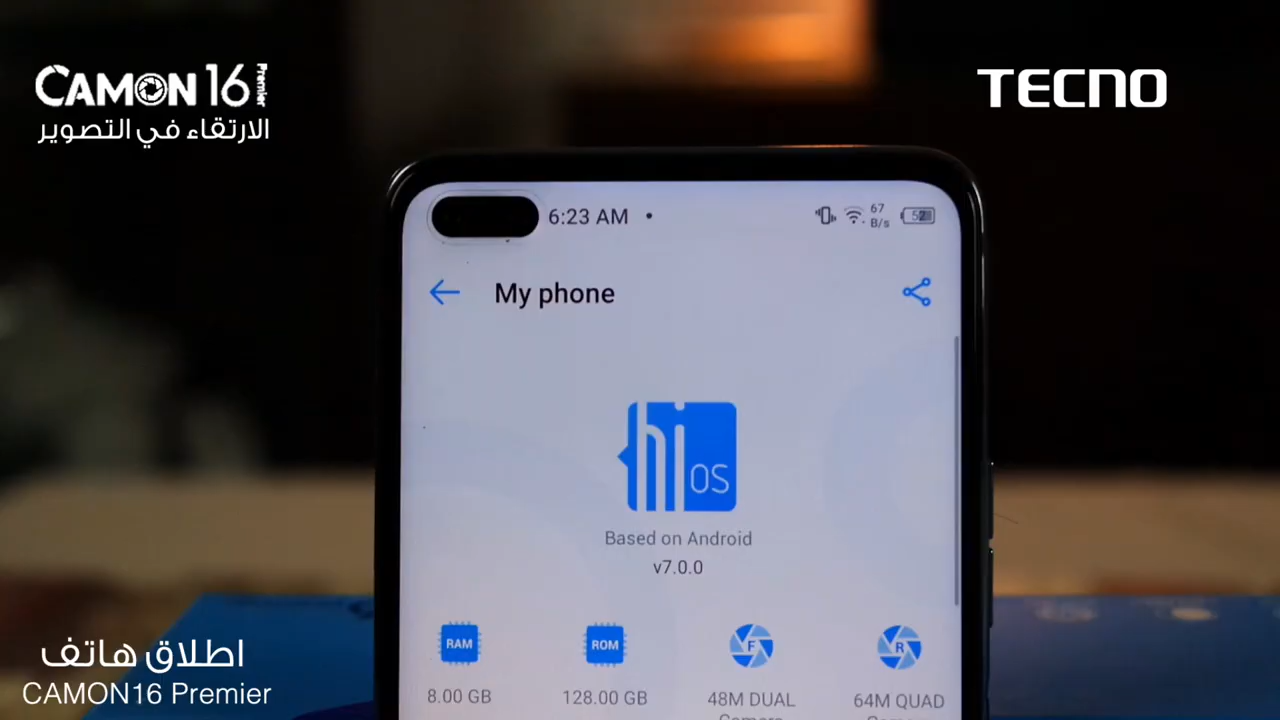 CAMON 16 Premier
الارتقاء في التصوير
TECNO
6:23 AM
67
B/s
My phone
hi
OS
Based on Android
v7.0.0
RAM
ROM
F
R
8.00 GB
128.00 GB
48M DUAL
64M QUAD
اطلاق هاتف
CAMON16 Premier